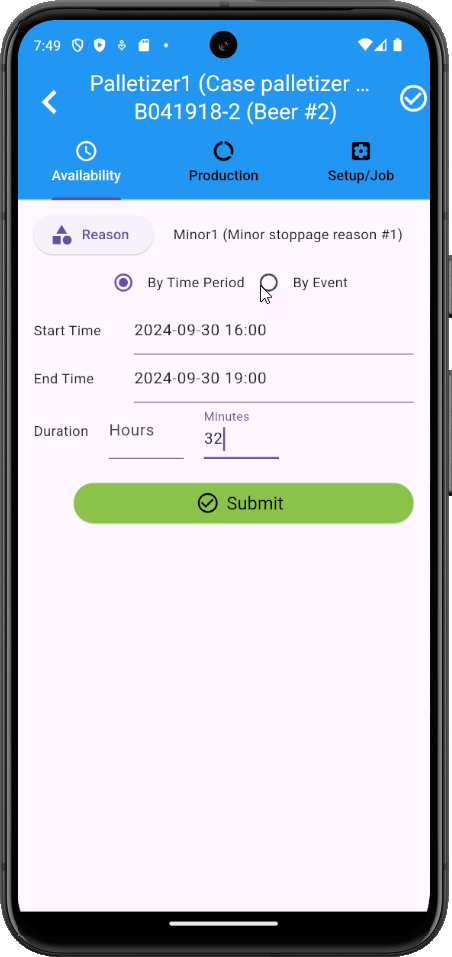 7:49
Palletizer1 (Case palletizer ...
B041918-2 (Beer #2)
Availability Production Setup/Job
Reason Minor1 (Minor stoppage reason #1)
By Time Period By Event
Start Time 2024-09-30 16:00
End Time 2024-09-30 19:00
Minutes
Duration Hours 32
Submit